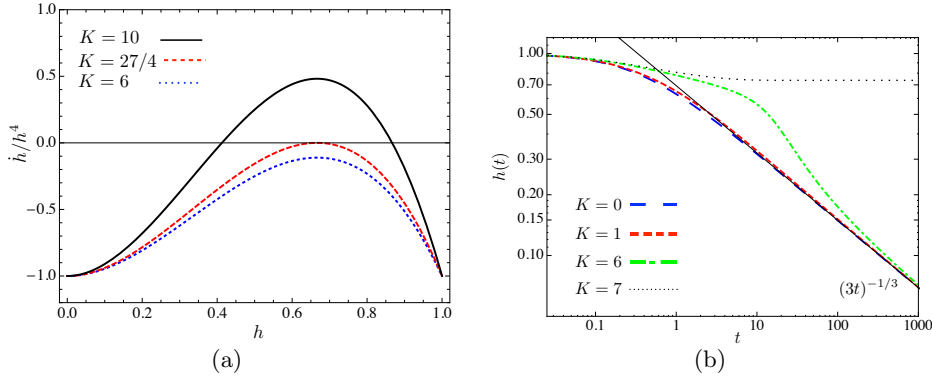 1.0
0.5
0.0
−0.5
−1.0
ḣ/h⁴
K = 10
K = 27/4
K = 6
0.0 0.2 0.4 0.6 0.8 1.0
h
(a)
1.00
0.70
0.50
0.30
0.20
0.15
0.10
h(t)
K = 0
K = 1
K = 6
K = 7
(3t)^{−1/3}
0.1 1 10 100 1000
t
(b)